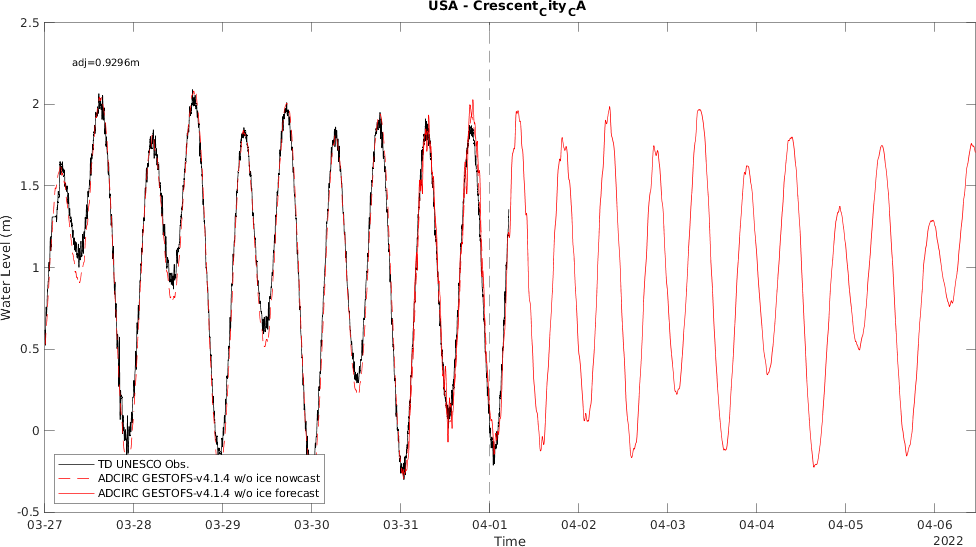 USA - CrescentCityCA
2.5
adj=0.9296m
2
1.5
1
0.5
0
-0.5
Water Level (m)
TD UNESCO Obs.
ADCIRC GESTOFS-v4.1.4 w/o ice nowcast
ADCIRC GESTOFS-v4.1.4 w/o ice forecast
03-27 03-28 03-29 03-30 03-31 04-01 04-02 04-03 04-04 04-05 04-06
Time 2022